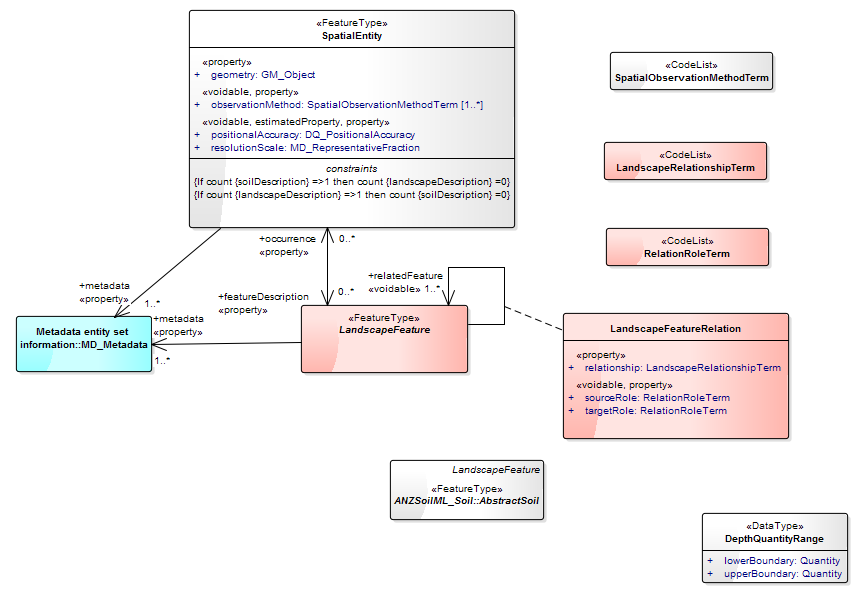 «FeatureType»
SpatialEntity
«property»
+ geometry: GM_Object
«voidable, property»
+ observationMethod: SpatialObservationMethodTerm [1..*]
«voidable, estimatedProperty, property»
+ positionalAccuracy: DQ_PositionalAccuracy
+ resolutionScale: MD_RepresentativeFraction
constraints
{If count {soilDescription} =>1 then count {landscapeDescription} =0}
{If count {landscapeDescription} =>1 then count {soilDescription} =0}
«CodeList»
SpatialObservationMethodTerm
«CodeList»
LandscapeRelationshipTerm
«CodeList»
RelationRoleTerm
+occurrence
«property»
0..*
+metadata
«property»
1..*
+featureDescription
«property»
0..*
+relatedFeature
«voidable» 1..*
+metadata
«property»
1..*
Metadata entity set
information::MD_Metadata
«FeatureType»
LandscapeFeature
LandscapeFeatureRelation
«property»
+ relationship: LandscapeRelationshipTerm
«voidable, property»
+ sourceRole: RelationRoleTerm
+ targetRole: RelationRoleTerm
LandscapeFeature
«FeatureType»
ANZSoilML_Soil::AbstractSoil
«DataType»
DepthQuantityRange
+ lowerBoundary: Quantity
+ upperBoundary: Quantity